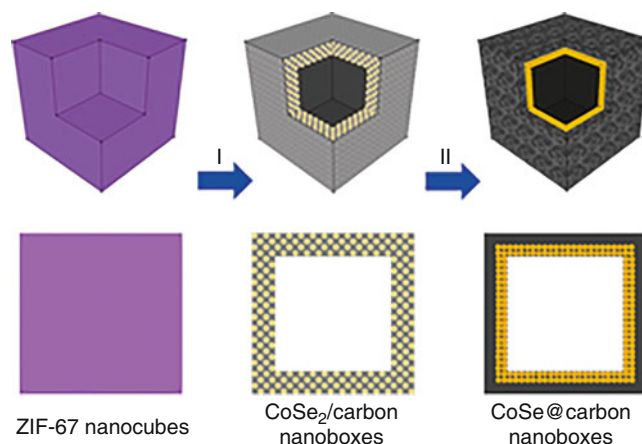 I
II
ZIF-67 nanocubes
CoSe₂/carbon
nanoboxes
CoSe@carbon
nanoboxes